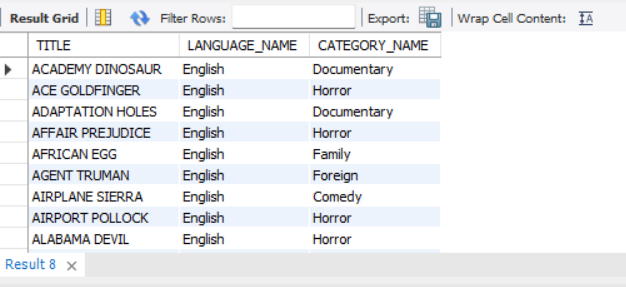 Result Grid Filter Rows: Export: Wrap Cell Content: IA
TITLE LANGUAGE_NAME CATEGORY_NAME
ACADEMY DINOSAUR English Documentary
ACE GOLDFINGER English Horror
ADAPTATION HOLES English Documentary
AFFAIR PREJUDICE English Horror
AFRICAN EGG English Family
AGENT TRUMAN English Foreign
AIRPLANE SIERRA English Comedy
AIRPORT POLLOCK English Horror
ALABAMA DEVIL English Horror
Result 8 ×